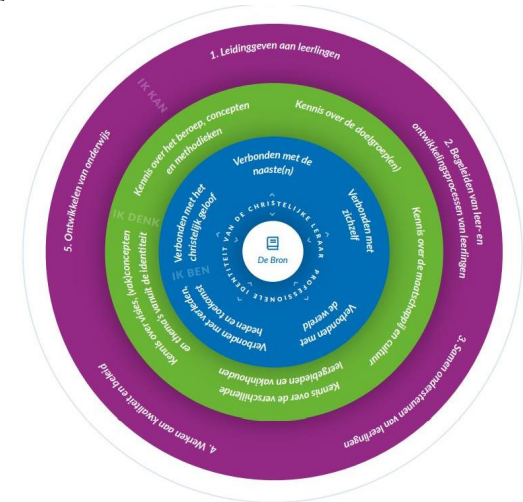 1. Leidinggeven aan leerlingen
2. Begeleiden van leer- en
ontwikkelingsprocessen van leerlingen
3. Samen ondersteunen van leerlingen
4. Werken aan kwaliteit en beleid
5. Ontwikkelen van onderwijs
IK KAN
Kennis over het beroep, concepten
en methodieken
Kennis over de doelgroep(en)
Kennis over de maatschappij en cultuur
Kennis over de verschillende
leergebieden en vakinhouden
Kennis over visies, (vak)concepten
en thema's vanuit de identiteit
IK DENK
Verbonden met de
naaste(n)
Verbonden met
zichzelf
Verbonden met
de wereld
Verbonden met verleden,
heden en toekomst
Verbonden met het
christelijk geloof
IK BEN
PROFESSIONELE IDENTITEIT VAN DE CHRISTELIJKE LERAAR
De Bron